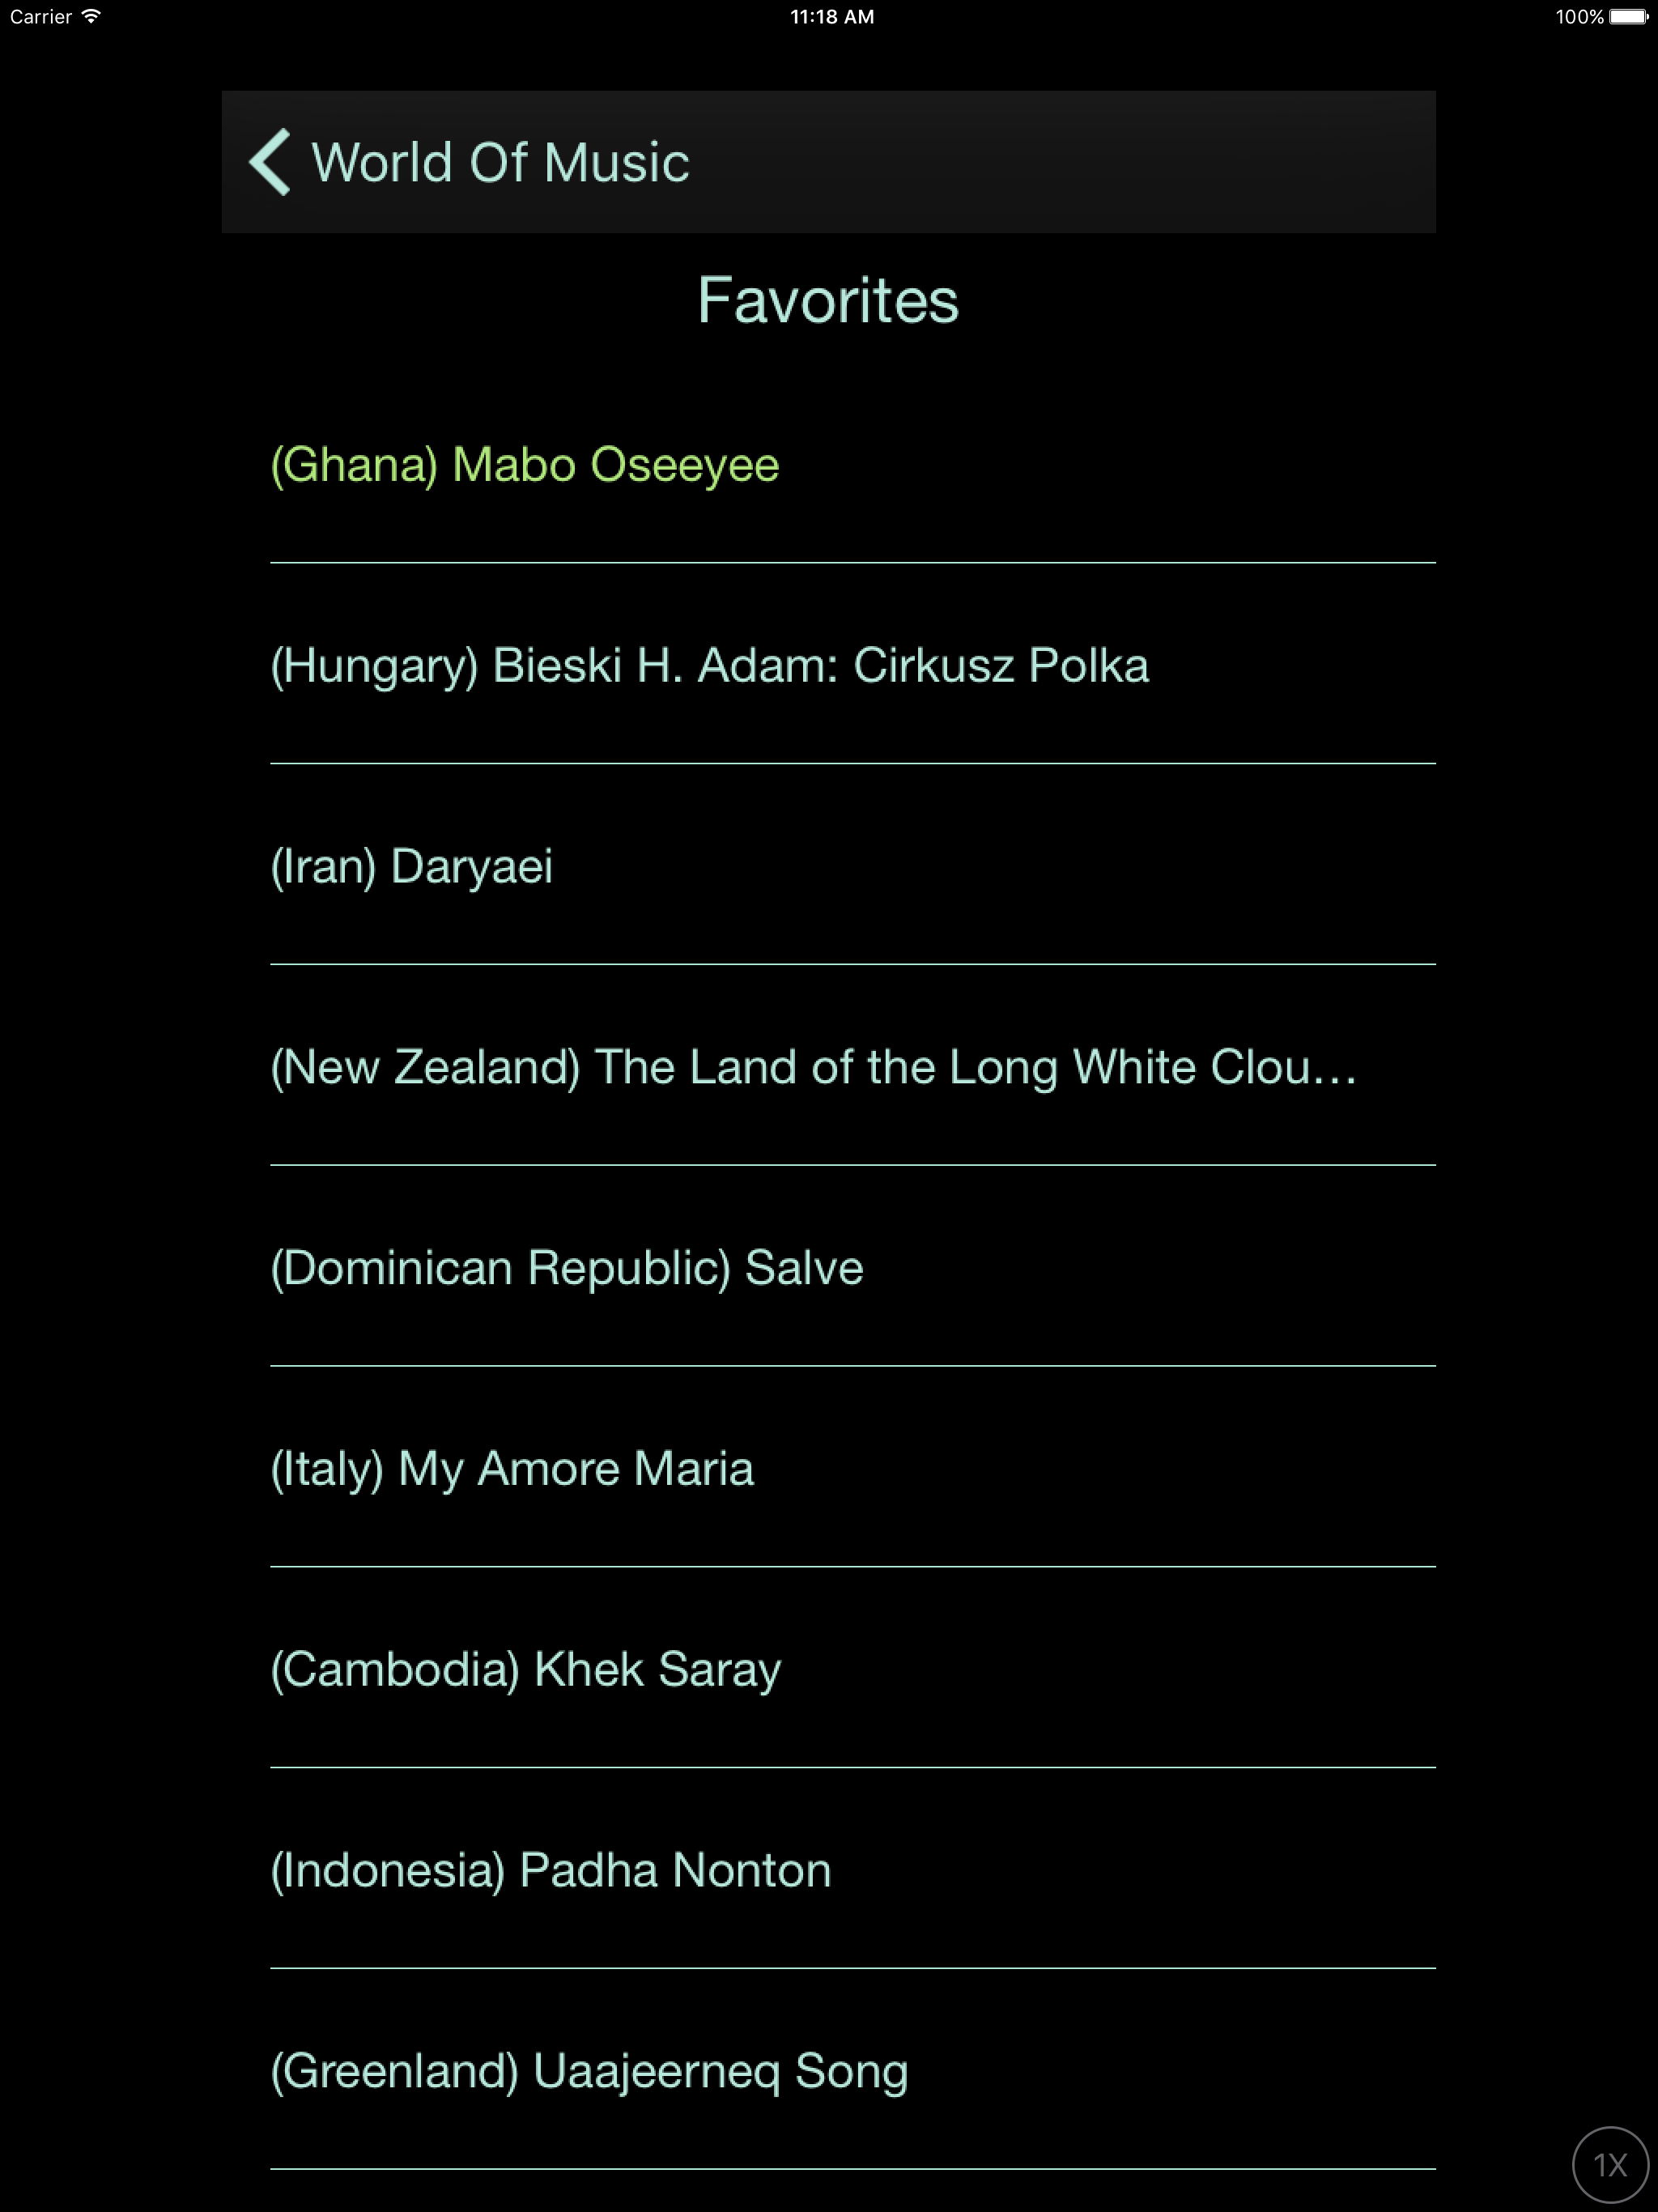 Carrier 11:18 AM 100%
World Of Music
Favorites
(Ghana) Mabo Oseeyee
(Hungary) Bieski H. Adam: Cirkusz Polka
(Iran) Daryaei
(New Zealand) The Land of the Long White Clou…
(Dominican Republic) Salve
(Italy) My Amore Maria
(Cambodia) Khek Saray
(Indonesia) Padha Nonton
(Greenland) Uaajeerneq Song
1X